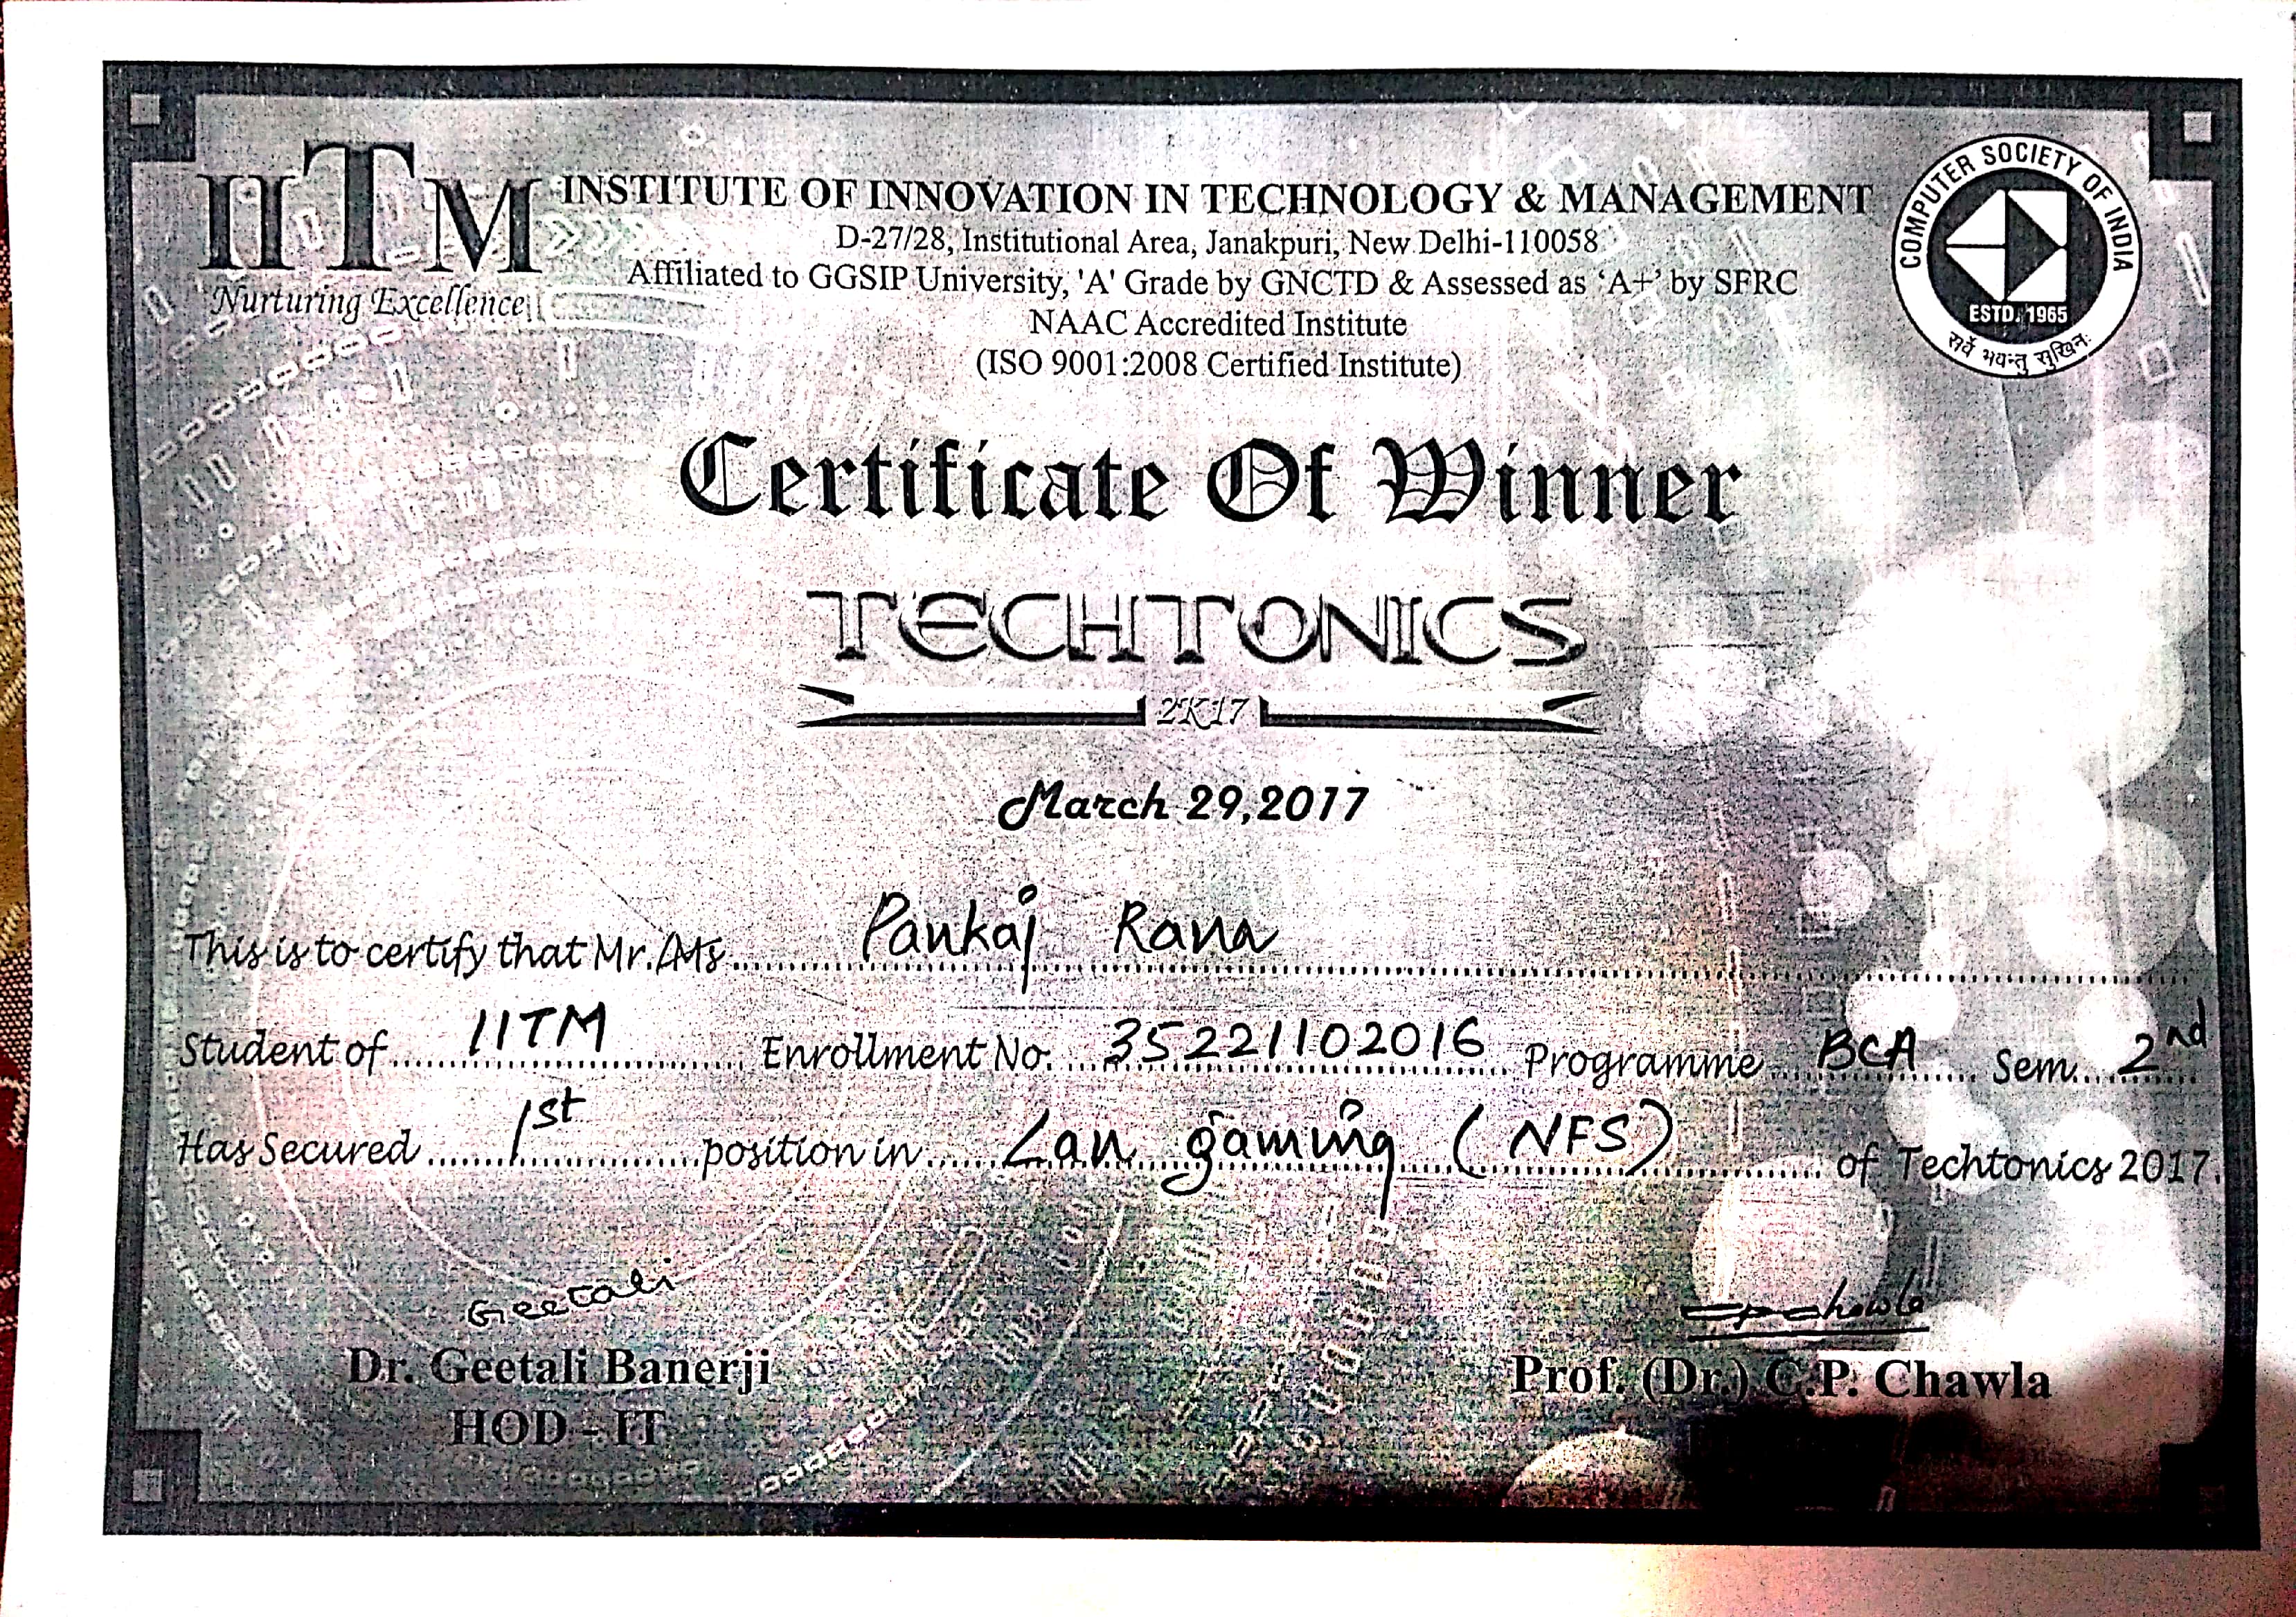 IITM
Nurturing Excellence
INSTITUTE OF INNOVATION IN TECHNOLOGY & MANAGEMENT
D-27/28, Institutional Area, Janakpuri, New Delhi-110058
Affiliated to GGSIP University, 'A' Grade by GNCTD & Assessed as ‘A+’ by SFRC
NAAC Accredited Institute
(ISO 9001:2008 Certified Institute)
COMPUTER SOCIETY OF INDIA
ESTD. 1965
सर्वे भवन्तु सुखिनः
Certificate Of Winner
TECHTONICS
2K17
March 29,2017
This is to certify that Mr./Ms. Pankaj Rana
Student of IITM Enrollment No. 35221102016 Programme BCA Sem. 2nd
Has Secured 1st position in Lan gaming (NFS) of Techtonics 2017.
Geetali
Dr. Geetali Banerji
HOD - IT
cpchawla
Prof. (Dr.) C.P. Chawla